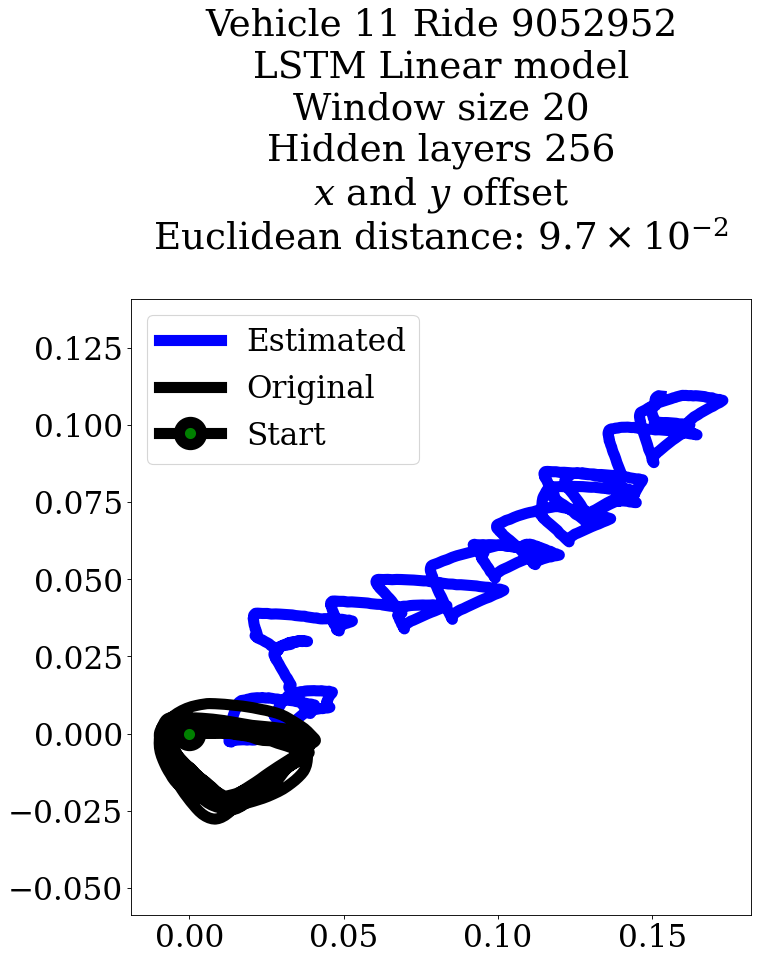 Vehicle 11 Ride 9052952
LSTM Linear model
Window size 20
Hidden layers 256
x and y offset
Euclidean distance: 9.7 × 10⁻²
Estimated
Original
Start
0.125
0.100
0.075
0.050
0.025
0.000
−0.025
−0.050
0.00 0.05 0.10 0.15